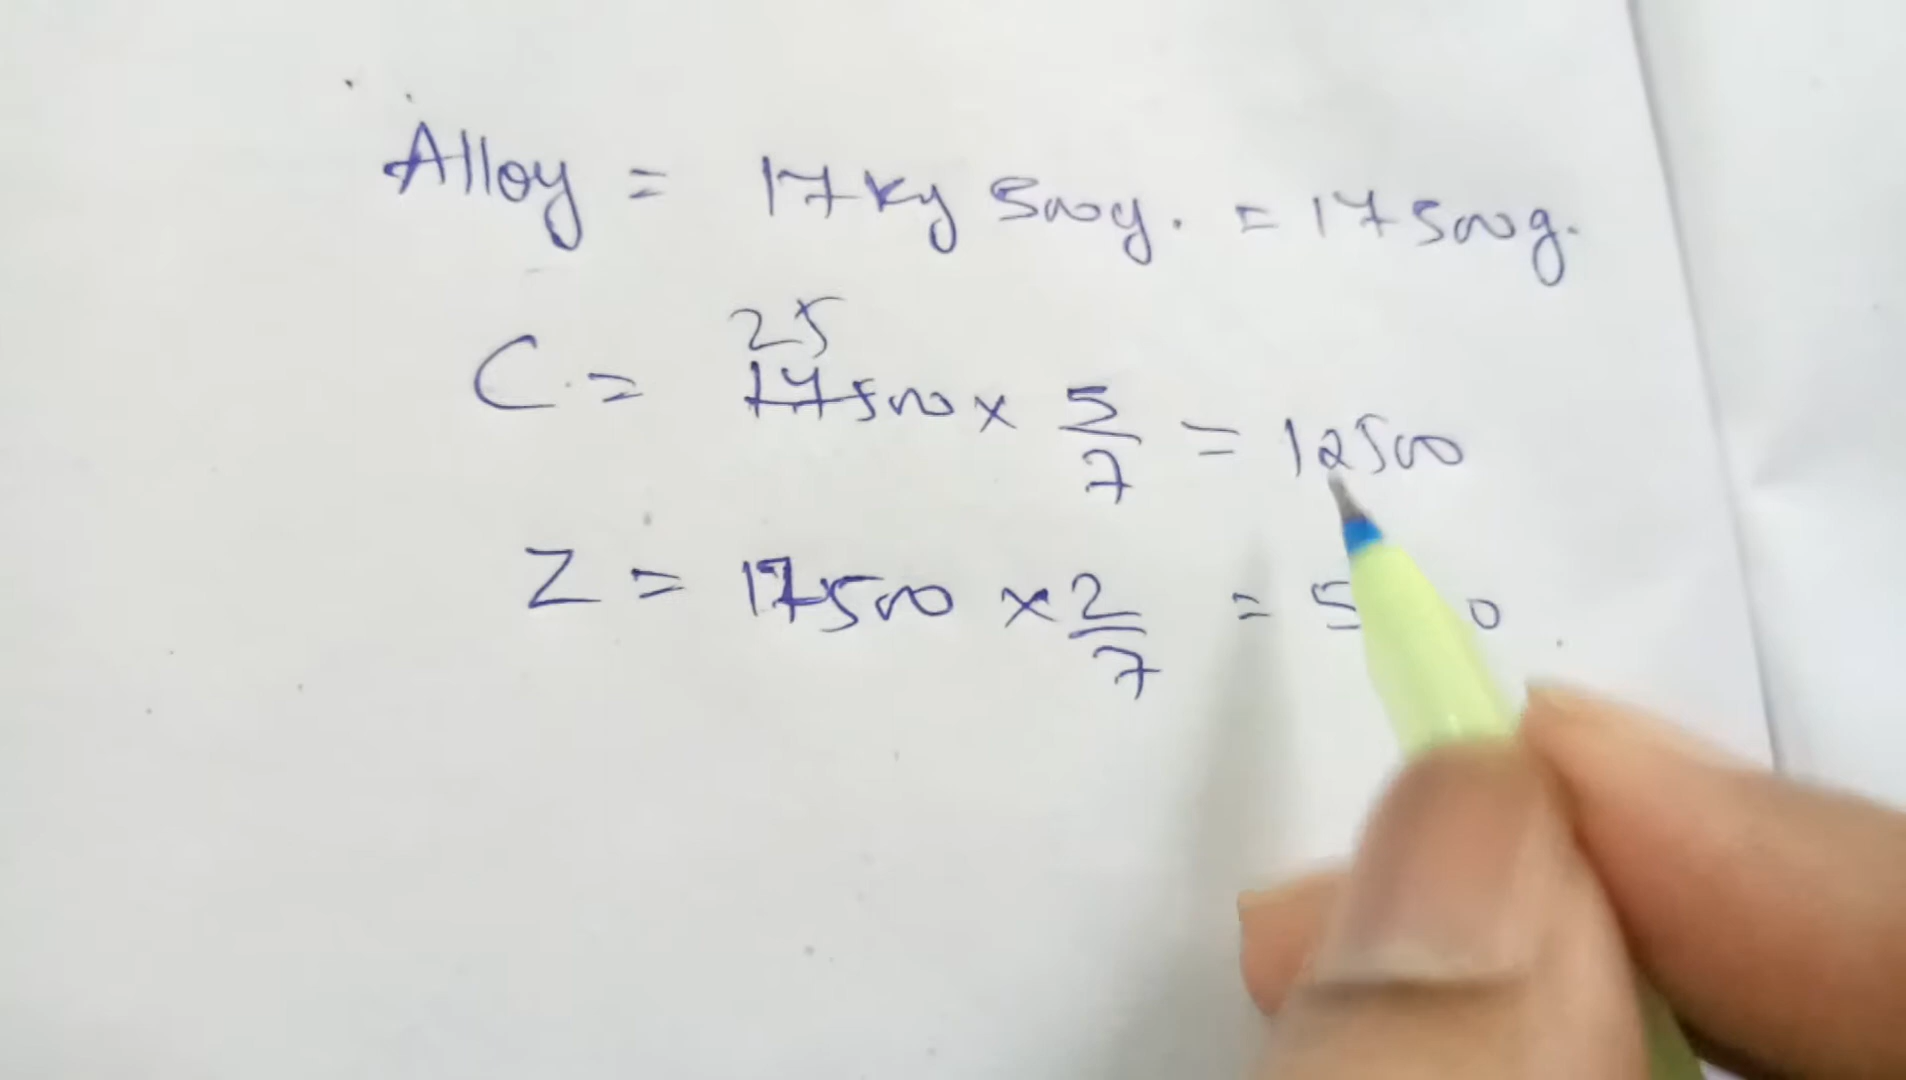 Alloy = 17kg 500g. = 17500g.
25
C = 17500 x 5/7 = 12500
Z = 17500 x 2/7 =